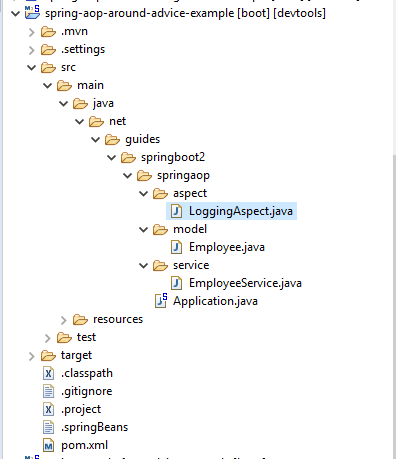 spring-aop-around-advice-example [boot] [devtools]
.mvn
.settings
src
main
java
net
guides
springboot2
springaop
aspect
LoggingAspect.java
model
Employee.java
service
EmployeeService.java
Application.java
resources
test
target
.classpath
.gitignore
.project
.springBeans
pom.xml